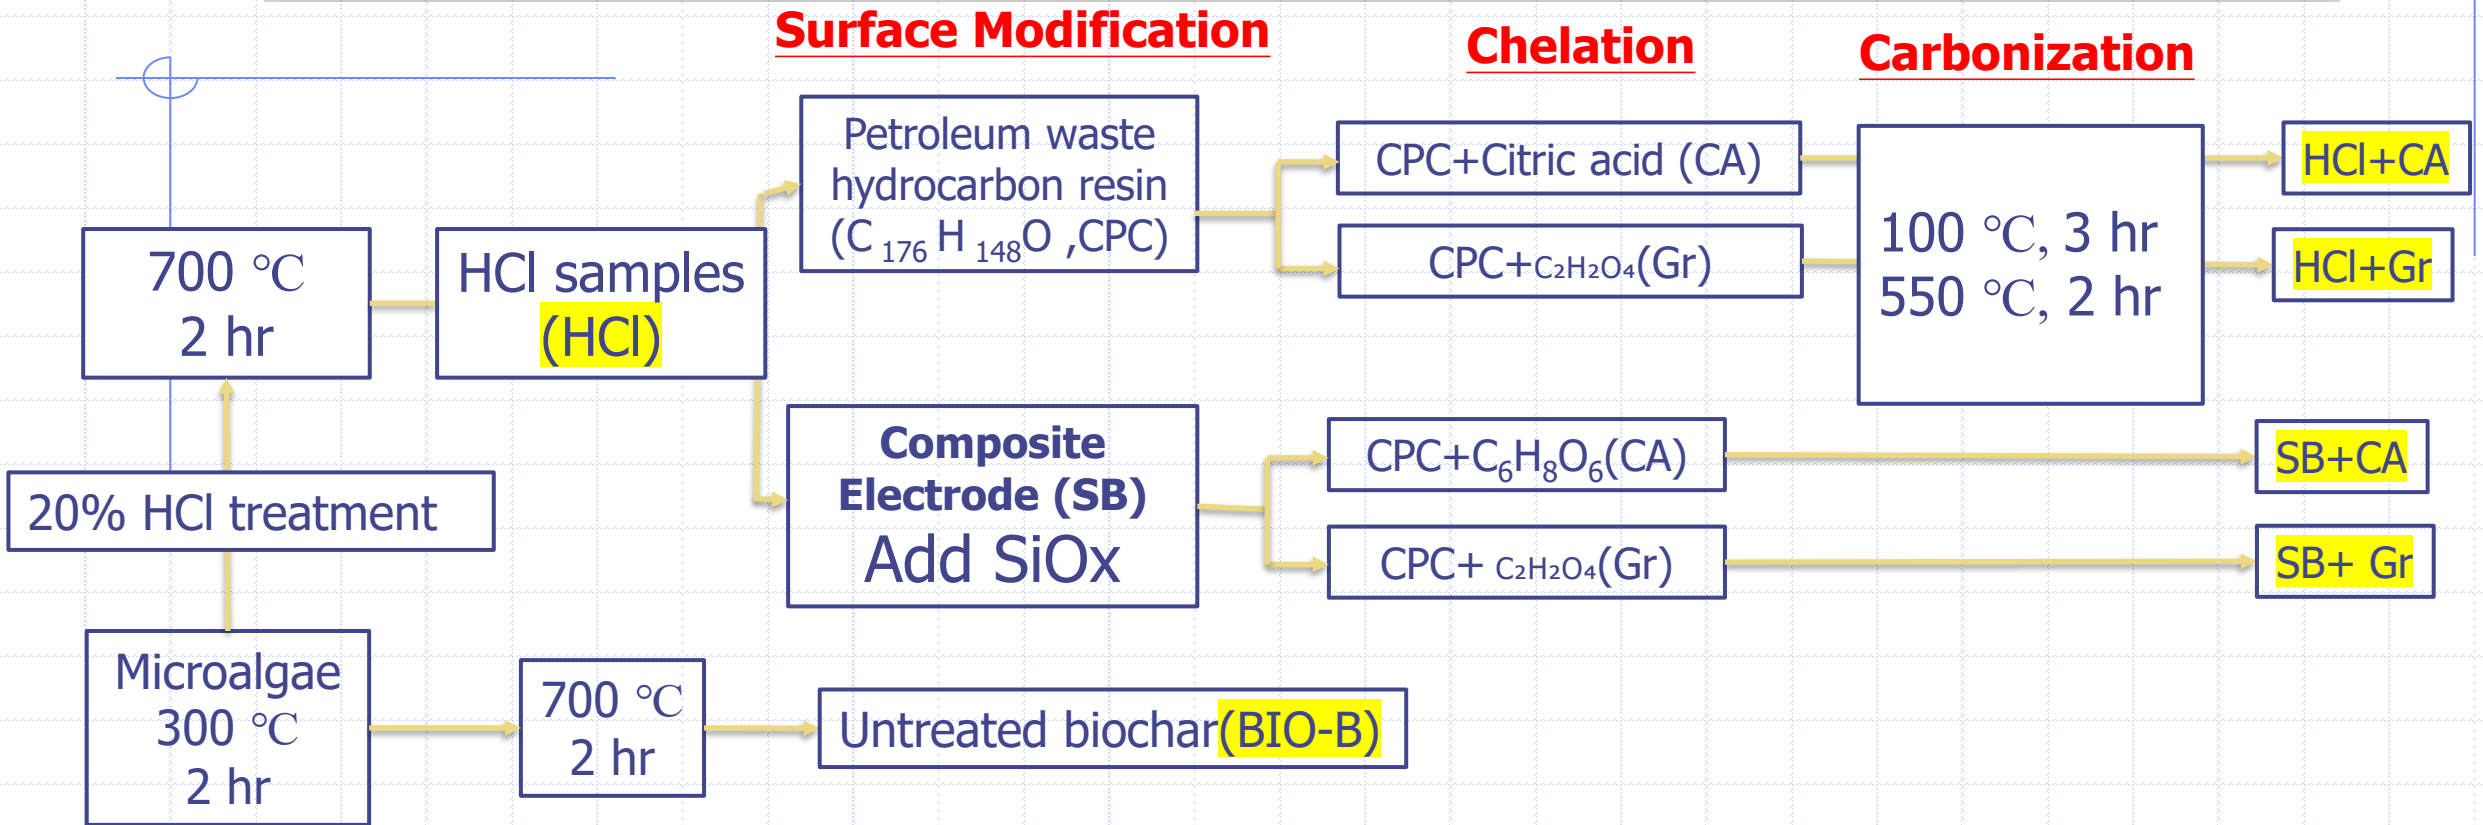 Surface Modification
Chelation
Carbonization
Petroleum waste
hydrocarbon resin
(C 176 H 148O ,CPC)
CPC+Citric acid (CA)
CPC+C₂H₂O₄(Gr)
100 ℃, 3 hr
550 ℃, 2 hr
HCl+CA
HCl+Gr
700 ℃
2 hr
HCl samples
(HCl)
20% HCl treatment
Composite
Electrode (SB)
Add SiOx
CPC+C₆H₈O₆(CA)
CPC+ C₂H₂O₄(Gr)
SB+CA
SB+ Gr
Microalgae
300 ℃
2 hr
700 ℃
2 hr
Untreated biochar(BIO-B)